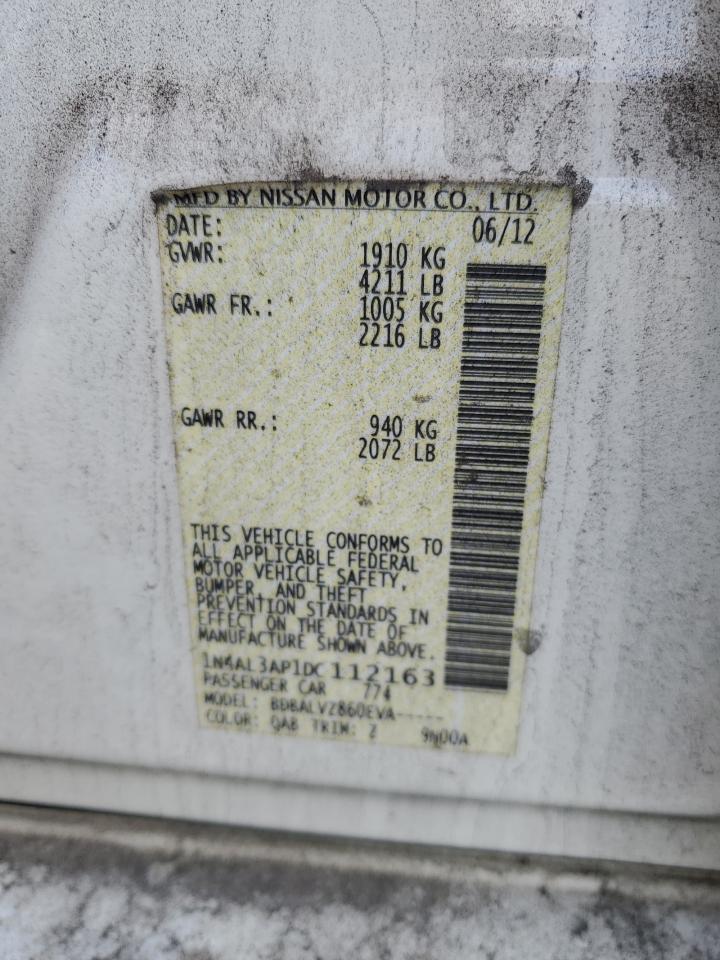 MFD BY NISSAN MOTOR CO., LTD.
DATE: 06/12
GVWR: 1910 KG
4211 LB
GAWR FR.: 1005 KG
2216 LB
GAWR RR.: 940 KG
2072 LB
THIS VEHICLE CONFORMS TO
ALL APPLICABLE FEDERAL
MOTOR VEHICLE SAFETY,
BUMPER, AND THEFT
PREVENTION STANDARDS IN
EFFECT ON THE DATE OF
MANUFACTURE SHOWN ABOVE.
1N4AL3AP1DC112163
PASSENGER CAR 774
MODEL: BDBALVZ860EVA-----
COLOR: QAB TRIM: Z